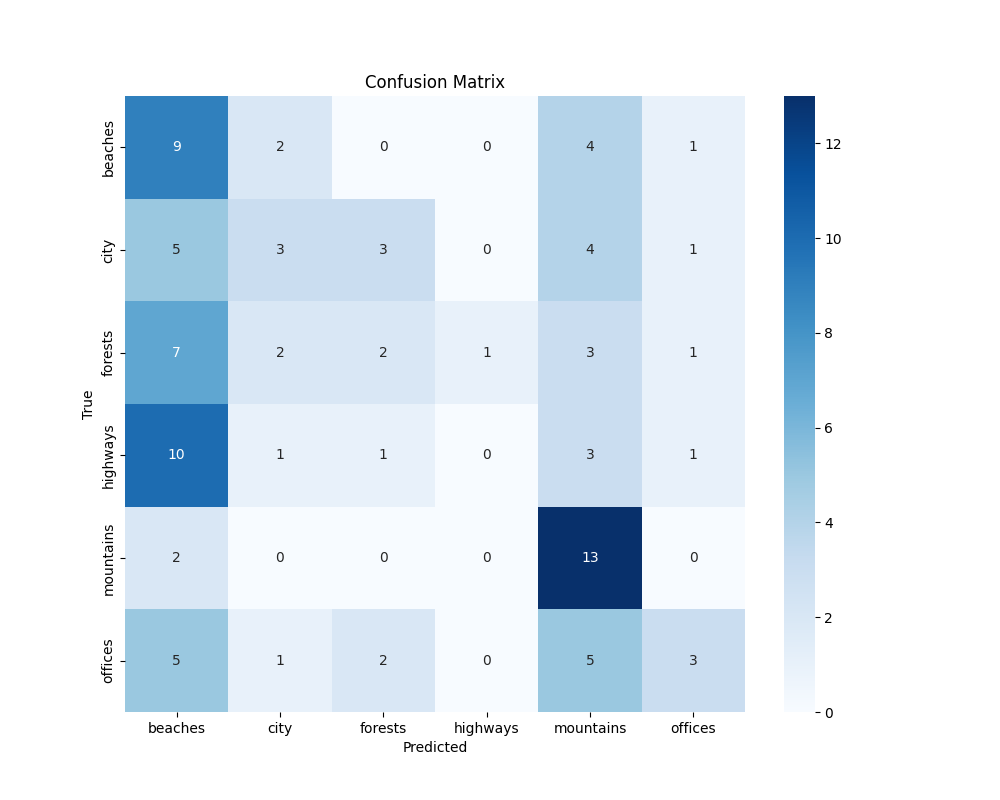 Confusion Matrix
beaches 9 2 0 0 4 1
city 5 3 3 0 4 1
forests 7 2 2 1 3 1
highways 10 1 1 0 3 1
mountains 2 0 0 0 13 0
offices 5 1 2 0 5 3
True
beaches city forests highways mountains offices
Predicted
12
10
8
6
4
2
0